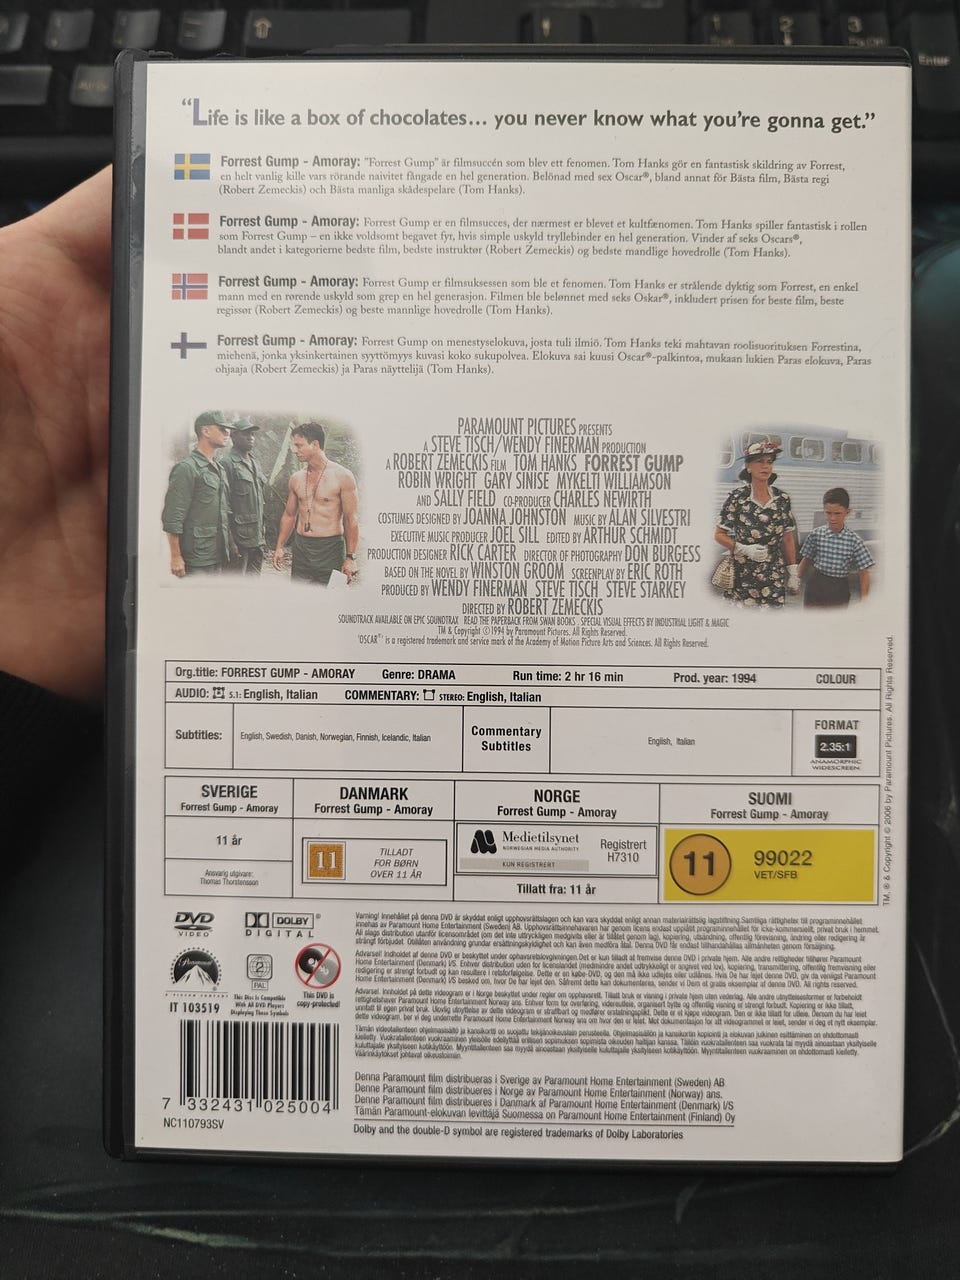 “Life is like a box of chocolates... you never know what you’re gonna get.”
Forrest Gump - Amoray: "Forrest Gump" är filmsuccén som blev ett fenomen. Tom Hanks gör en fantastisk skildring av Forrest,
en helt vanlig kille vars rörande naivitet fångade en hel generation. Belönad med sex Oscar®, bland annat för Bästa film, Bästa regi
(Robert Zemeckis) och Bästa manliga skådespelare (Tom Hanks).
Forrest Gump - Amoray: Forrest Gump er en filmsucces, der nærmest er blevet et kultfænomen. Tom Hanks spiller fantastisk i rollen
som Forrest Gump – en ikke voldsomt begavet fyr, hvis simple uskyld tryllebinder en hel generation. Vinder af seks Oscars®,
blandt andet i kategorierne bedste film, bedste instruktør (Robert Zemeckis) og bedste mandlige hovedrolle (Tom Hanks).
Forrest Gump - Amoray: Forrest Gump er filmsuksessen som ble et fenomen. Tom Hanks er strålende dyktig som Forrest, en enkel
mann med en rørende uskyld som grep en hel generasjon. Filmen ble belønnet med seks Oskar®, inkludert prisen for beste film, beste
regissør (Robert Zemeckis) og beste mannlige hovedrolle (Tom Hanks).
Forrest Gump - Amoray: Forrest Gump on menestyselokuva, josta tuli ilmiö. Tom Hanks teki mahtavan roolisuorituksen Forrestina,
miehenä, jonka yksinkertainen syyttömyys kuvasi koko sukupolvea. Elokuva sai kuusi Oscar®-palkintoa, mukaan lukien Paras elokuva, Paras
ohjaaja (Robert Zemeckis) ja Paras näyttelijä (Tom Hanks).
PARAMOUNT PICTURES PRESENTS
A STEVE TISCH/WENDY FINERMAN PRODUCTION
A ROBERT ZEMECKIS FILM TOM HANKS FORREST GUMP
ROBIN WRIGHT GARY SINISE MYKELTI WILLIAMSON
AND SALLY FIELD CO-PRODUCER CHARLES NEWIRTH
COSTUMES DESIGNED BY JOANNA JOHNSTON MUSIC BY ALAN SILVESTRI
EXECUTIVE MUSIC PRODUCER JOEL SILL EDITED BY ARTHUR SCHMIDT
PRODUCTION DESIGNER RICK CARTER DIRECTOR OF PHOTOGRAPHY DON BURGESS
BASED ON THE NOVEL BY WINSTON GROOM SCREENPLAY BY ERIC ROTH
PRODUCED BY WENDY FINERMAN STEVE TISCH STEVE STARKEY
DIRECTED BY ROBERT ZEMECKIS
SOUNDTRACK AVAILABLE ON EPIC SOUNDTRAX READ THE PAPERBACK FROM SWAN BOOKS . SPECIAL VISUAL EFFECTS BY INDUSTRIAL LIGHT & MAGIC
TM & Copyright ©1994 by Paramount Pictures. All Rights Reserved.
'OSCAR'® is a registered trademark and service mark of the Academy of Motion Picture Arts and Sciences. All Rights Reserved.
Org.title: FORREST GUMP - AMORAY Genre: DRAMA Run time: 2 hr 16 min Prod. year: 1994 COLOUR
AUDIO: 5.1: English, Italian COMMENTARY: STEREO: English, Italian
Subtitles: English, Swedish, Danish, Norwegian, Finnish, Icelandic, Italian
Commentary
Subtitles
English, Italian
FORMAT
2.35:1
ANAMORPHIC
WIDESCREEN
TM. ® & Copyright © 2006 by Paramount Pictures. All Rights Reserved.
SVERIGE
Forrest Gump - Amoray
11 år
Ansvarig utgivare:
Thomas Thorstensson
DANMARK
Forrest Gump - Amoray
11
TILLADT
FOR BØRN
OVER 11 ÅR
NORGE
Forrest Gump - Amoray
Medietilsynet
NORWEGIAN MEDIA AUTHORITY
KUN REGISTRERT
Registrert
H7310
Tillatt fra: 11 år
SUOMI
Forrest Gump - Amoray
11
99022
VET/SFB
DVD
VIDEO
DOLBY
DIGITAL
Paramount
2
PAL
This Disc is Compatible
With All DVD Players
Displaying These Symbols
This DVD is
copy-protected!
IT 103519
7 332431 025004
NC110793SV
Denna Paramount film distribueras i Sverige av Paramount Home Entertainment (Sweden) AB
Denne Paramount film distribueres i Norge av Paramount Home Entertainment (Norway) ans.
Denne Paramount film distribueres i Danmark af Paramount Home Entertainment (Denmark) I/S
Tämän Paramount-elokuvan levittäjä Suomessa on Paramount Home Entertainment (Finland) Oy
Dolby and the double-D symbol are registered trademarks of Dolby Laboratories
Enter